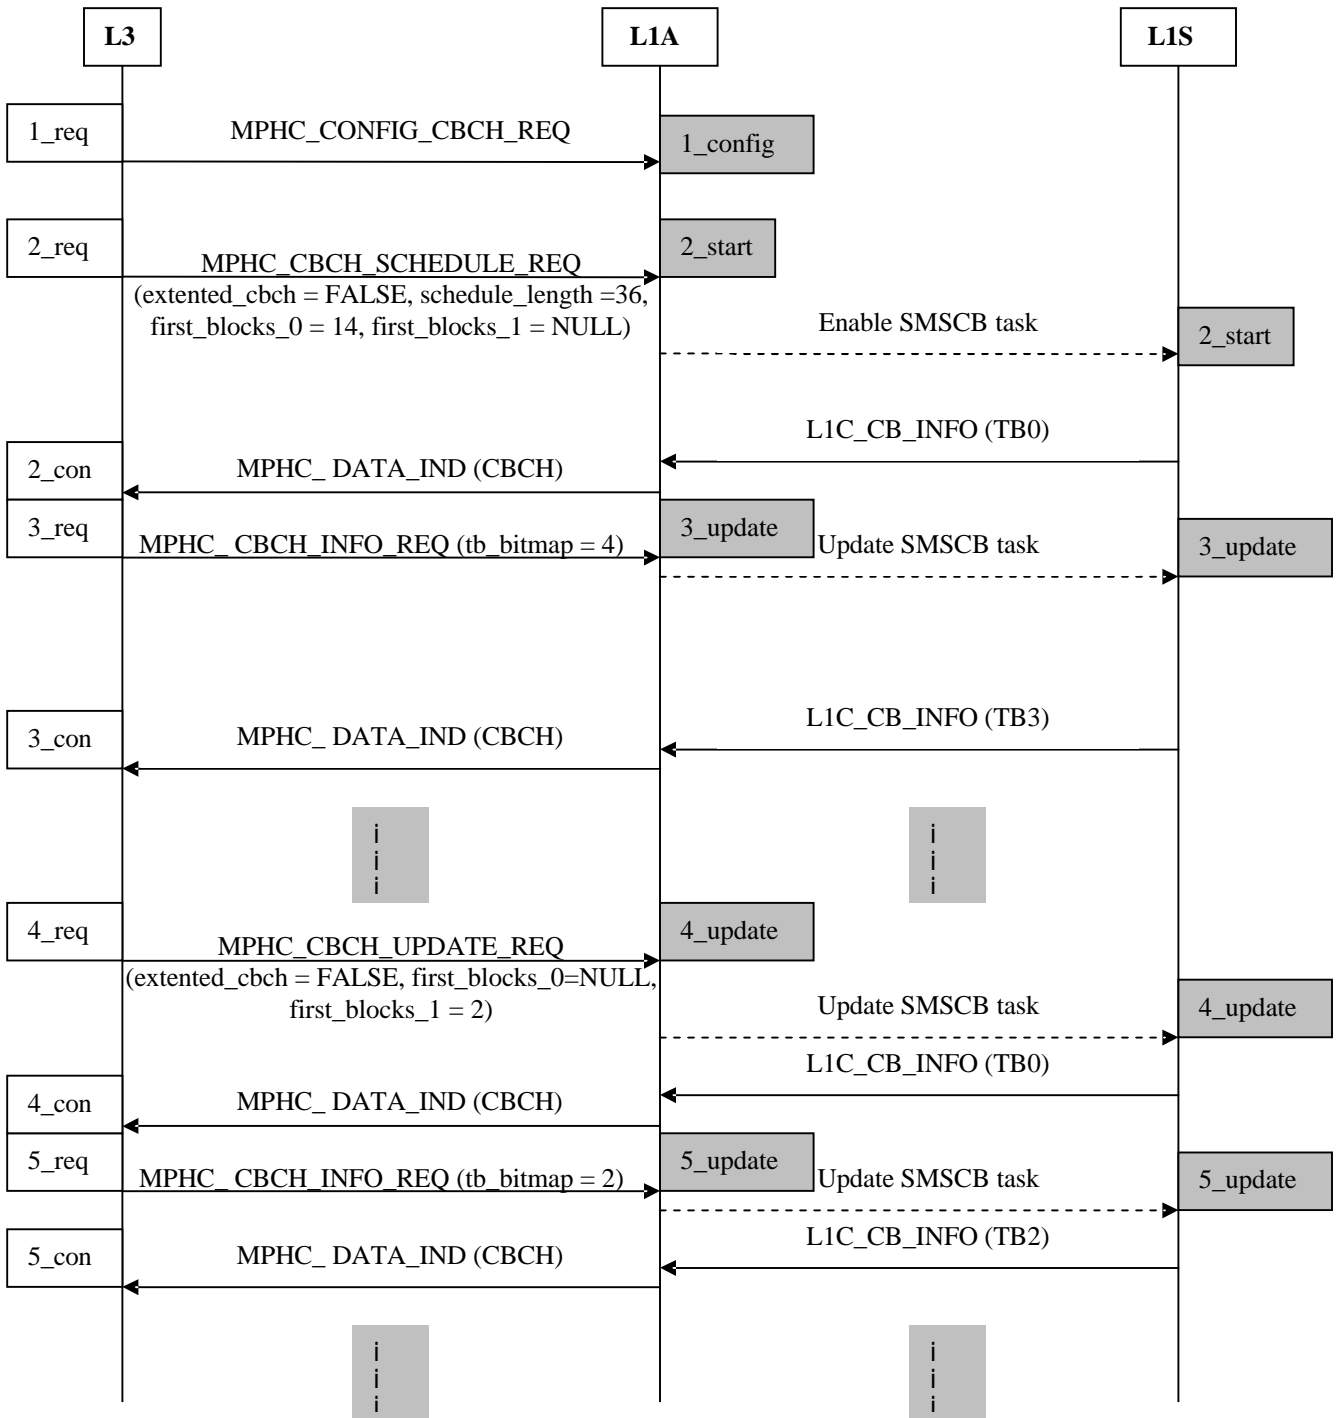 L3
L1A
L1S
1_req
MPHC_CONFIG_CBCH_REQ
1_config
2_req
MPHC_CBCH_SCHEDULE_REQ
(extented_cbch = FALSE, schedule_length =36,
first_blocks_0 = 14, first_blocks_1 = NULL)
2_start
Enable SMSCB task
2_start
L1C_CB_INFO (TB0)
2_con
MPHC_ DATA_IND (CBCH)
3_req
MPHC_ CBCH_INFO_REQ (tb_bitmap = 4)
3_update
Update SMSCB task
3_update
L1C_CB_INFO (TB3)
3_con
MPHC_ DATA_IND (CBCH)
i
i
i
i
i
i
4_req
MPHC_CBCH_UPDATE_REQ
(extented_cbch = FALSE, first_blocks_0=NULL,
first_blocks_1 = 2)
4_update
Update SMSCB task
4_update
L1C_CB_INFO (TB0)
4_con
MPHC_ DATA_IND (CBCH)
5_req
MPHC_ CBCH_INFO_REQ (tb_bitmap = 2)
5_update
Update SMSCB task
5_update
L1C_CB_INFO (TB2)
5_con
MPHC_ DATA_IND (CBCH)
i
i
i
i
i
i